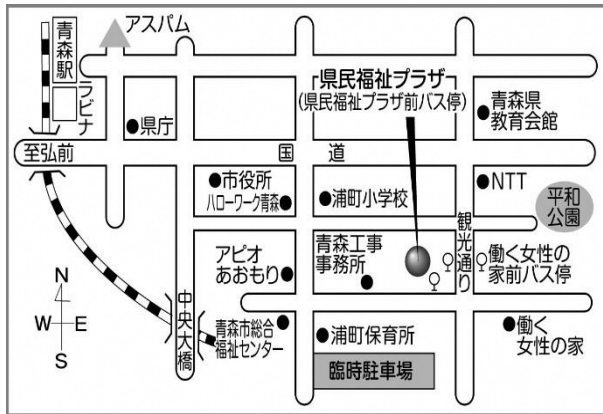 アスパム
青森駅
ラビナ
県庁
県民福祉プラザ
(県民福祉プラザ前バス停)
青森県
教育会館
至弘前
国道
市役所
ハローワーク青森
浦町小学校
NTT
平和
公園
アピオ
あおもり
青森工事
事務所
観光通り
働く女性の
家前バス停
N
W E
S
中央大橋
青森市総合
福祉センター
浦町保育所
働く
女性の家
臨時駐車場